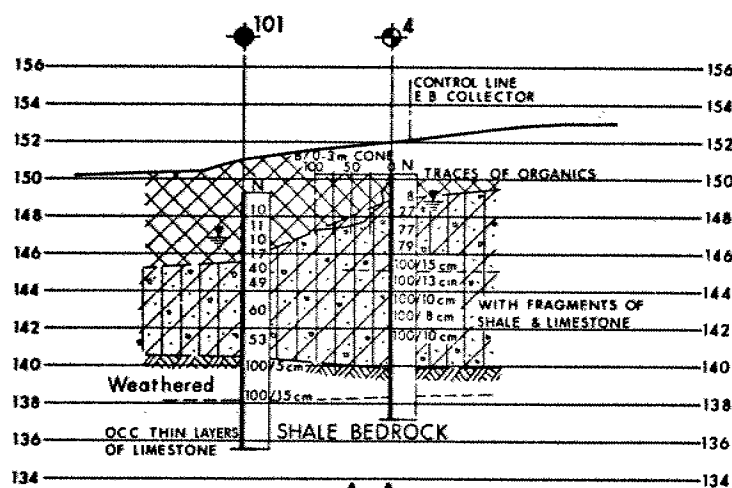 101 4
156 156
CONTROL LINE
E B COLLECTOR
154 154
152 152
B/ 0-3m CONE
100 50 0 N
TRACES OF ORGANICS
150 150
N
8
10 27
148 148
11 77
10 79
146 146
17 100/15 cm
40 100/13 cm
49
144 144
100/10 cm
WITH FRAGMENTS OF
SHALE & LIMESTONE
60 100/8 cm
142 142
53 100/10 cm
140 140
100/5cm
Weathered
100/15cm
138 138
OCC THIN LAYERS
OF LIMESTONE
SHALE BEDROCK
136 136
134 134